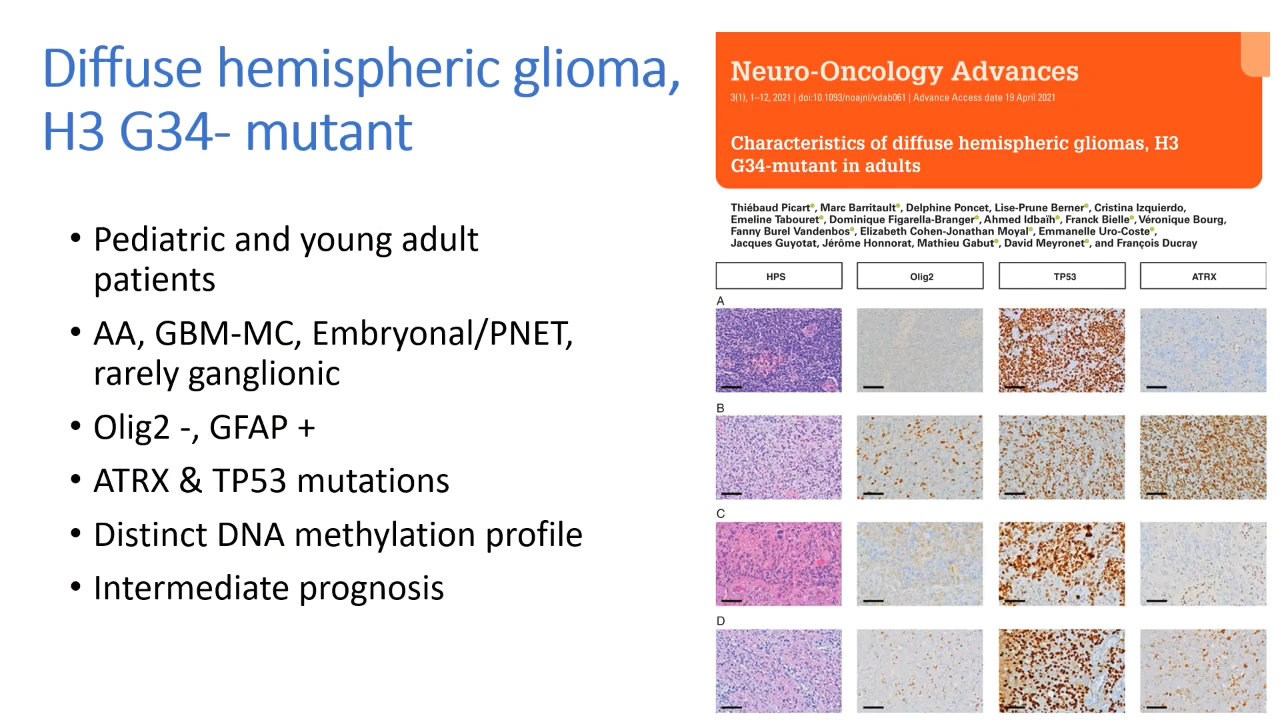 Diffuse hemispheric glioma,
H3 G34- mutant
• Pediatric and young adult
patients
• AA, GBM-MC, Embryonal/PNET,
rarely ganglionic
• Olig2 -, GFAP +
• ATRX & TP53 mutations
• Distinct DNA methylation profile
• Intermediate prognosis
Neuro-Oncology Advances
3(1), 1–12, 2021 | doi:10.1093/noajnl/vdab061 | Advance Access date 19 April 2021
Characteristics of diffuse hemispheric gliomas, H3
G34-mutant in adults
Thiébaud Picart, Marc Barritault, Delphine Poncet, Lise-Prune Berner, Cristina Izquierdo,
Emeline Tabouret, Dominique Figarella-Branger, Ahmed Idbaïh, Franck Bielle, Véronique Bourg,
Fanny Burel Vandenbos, Elizabeth Cohen-Jonathan Moyal, Emmanuelle Uro-Coste,
Jacques Guyotat, Jérôme Honnorat, Mathieu Gabut, David Meyronet, and François Ducray
HPS Olig2 TP53 ATRX
A
B
C
D